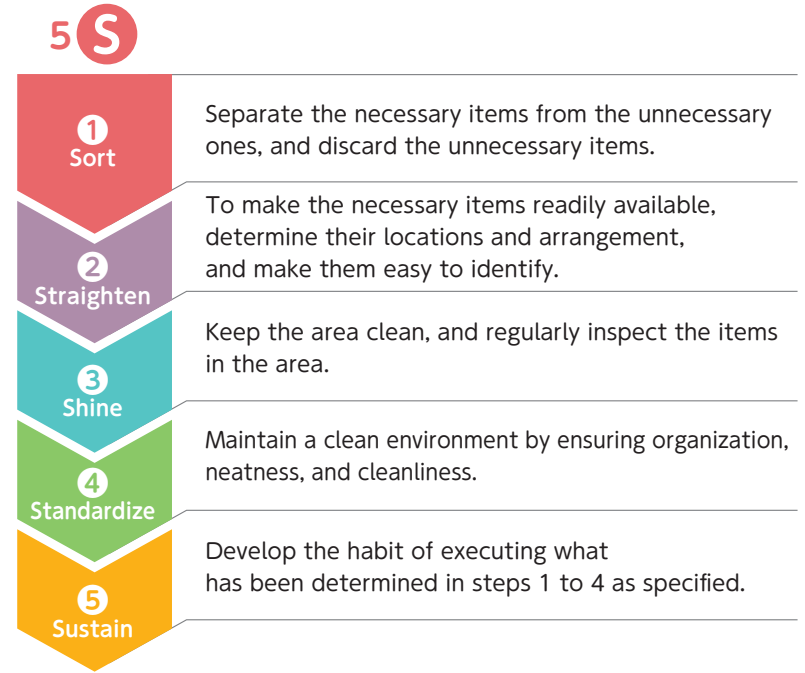 5S
1
Sort
Separate the necessary items from the unnecessary
ones, and discard the unnecessary items.
2
Straighten
To make the necessary items readily available,
determine their locations and arrangement,
and make them easy to identify.
3
Shine
Keep the area clean, and regularly inspect the items
in the area.
4
Standardize
Maintain a clean environment by ensuring organization,
neatness, and cleanliness.
5
Sustain
Develop the habit of executing what
has been determined in steps 1 to 4 as specified.